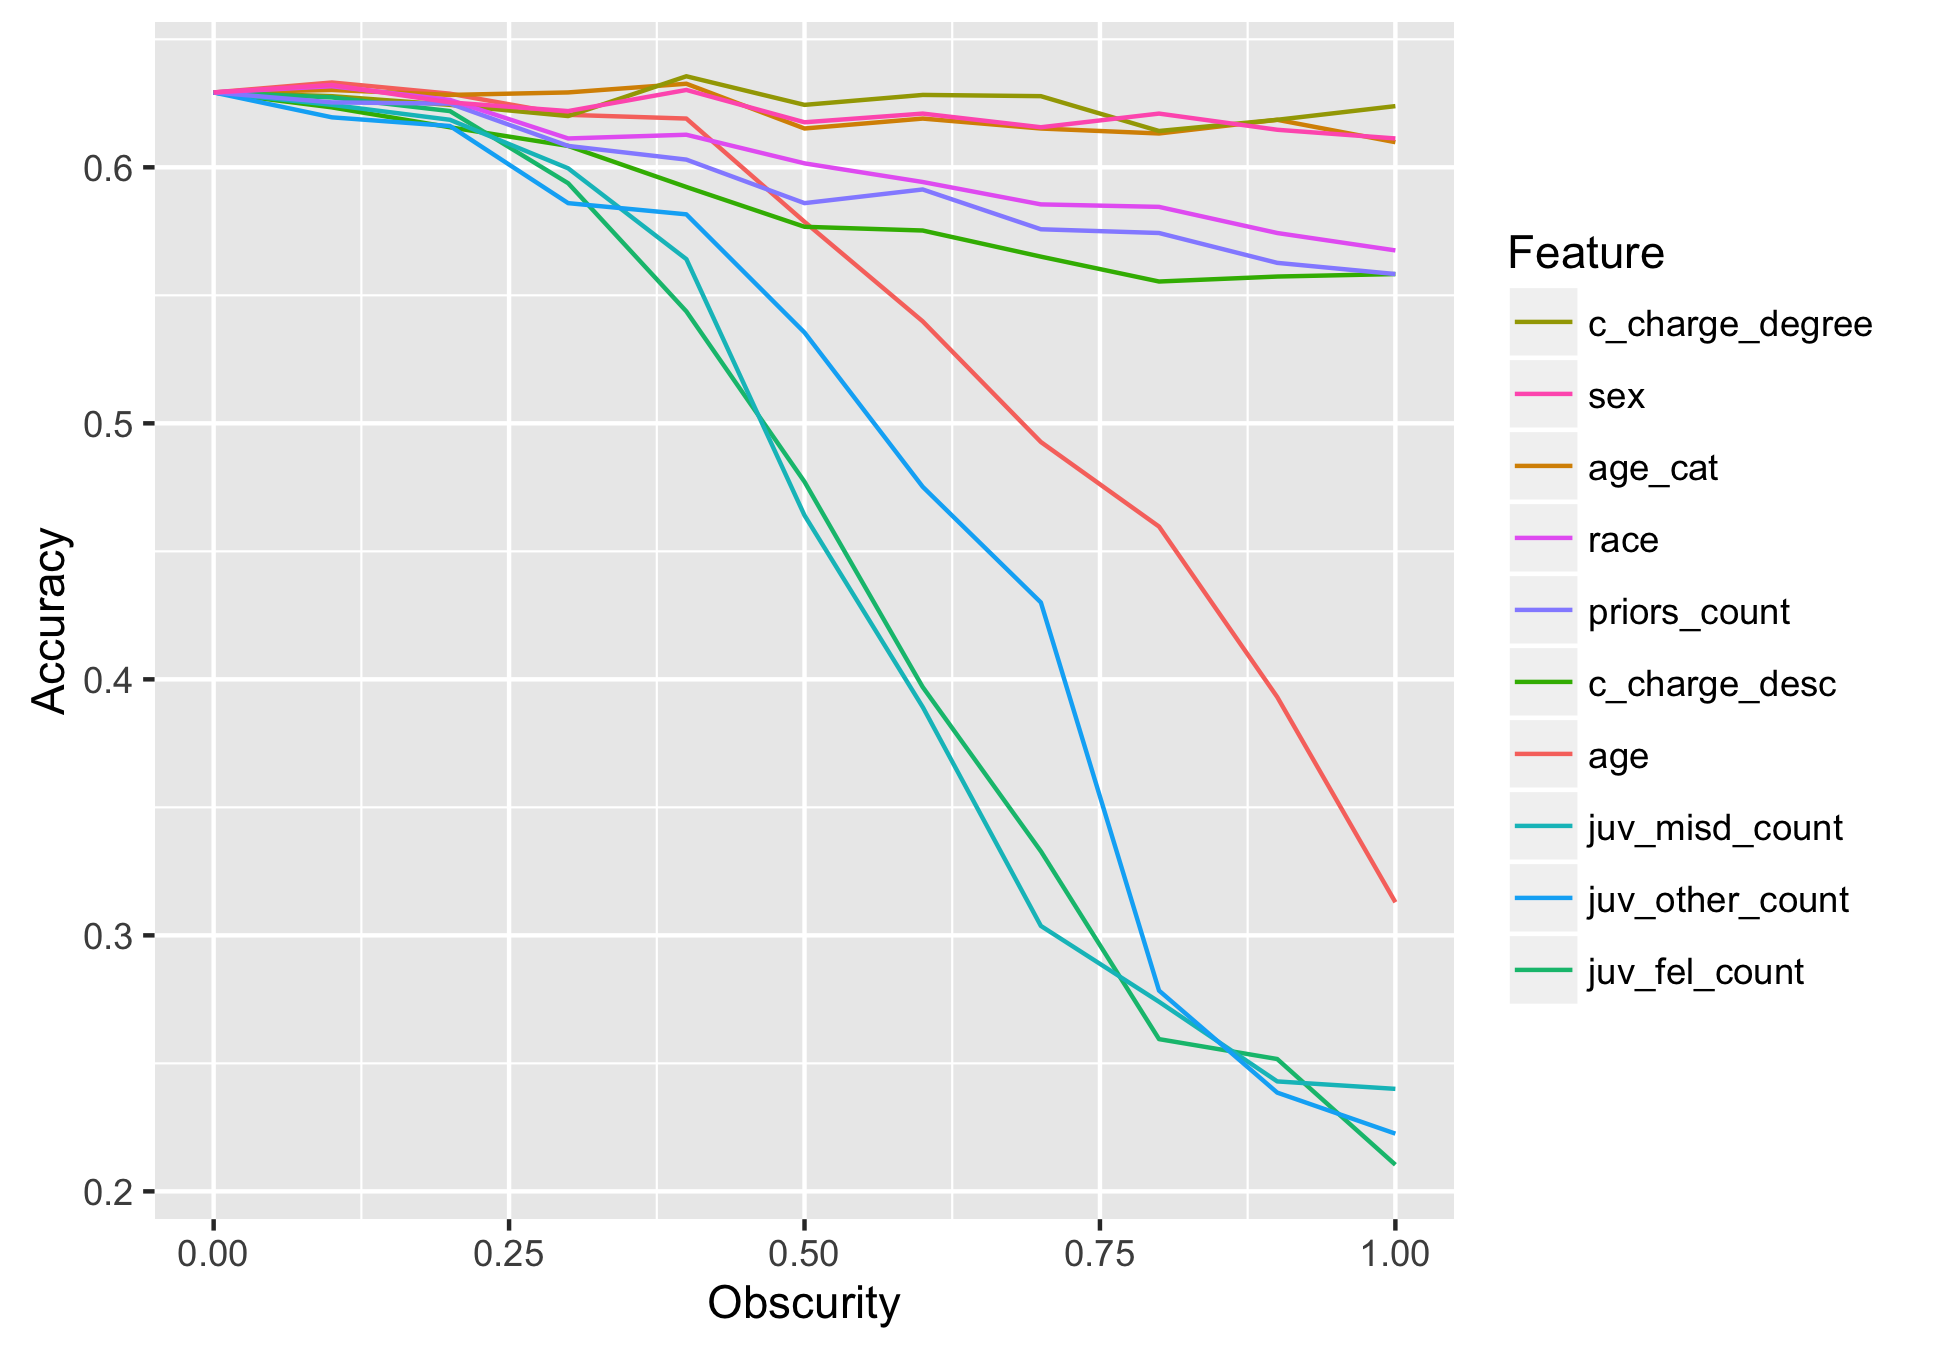 Accuracy
0.6
0.5
0.4
0.3
0.2
0.00 0.25 0.50 0.75 1.00
Obscurity
Feature
c_charge_degree
sex
age_cat
race
priors_count
c_charge_desc
age
juv_misd_count
juv_other_count
juv_fel_count